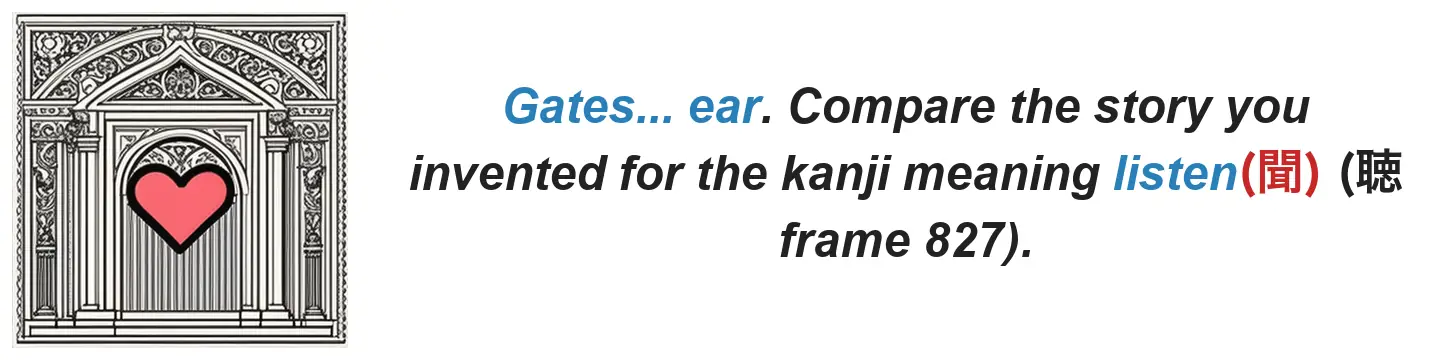 Gates... ear. Compare the story you
invented for the kanji meaning listen(聞) (聴
frame 827).